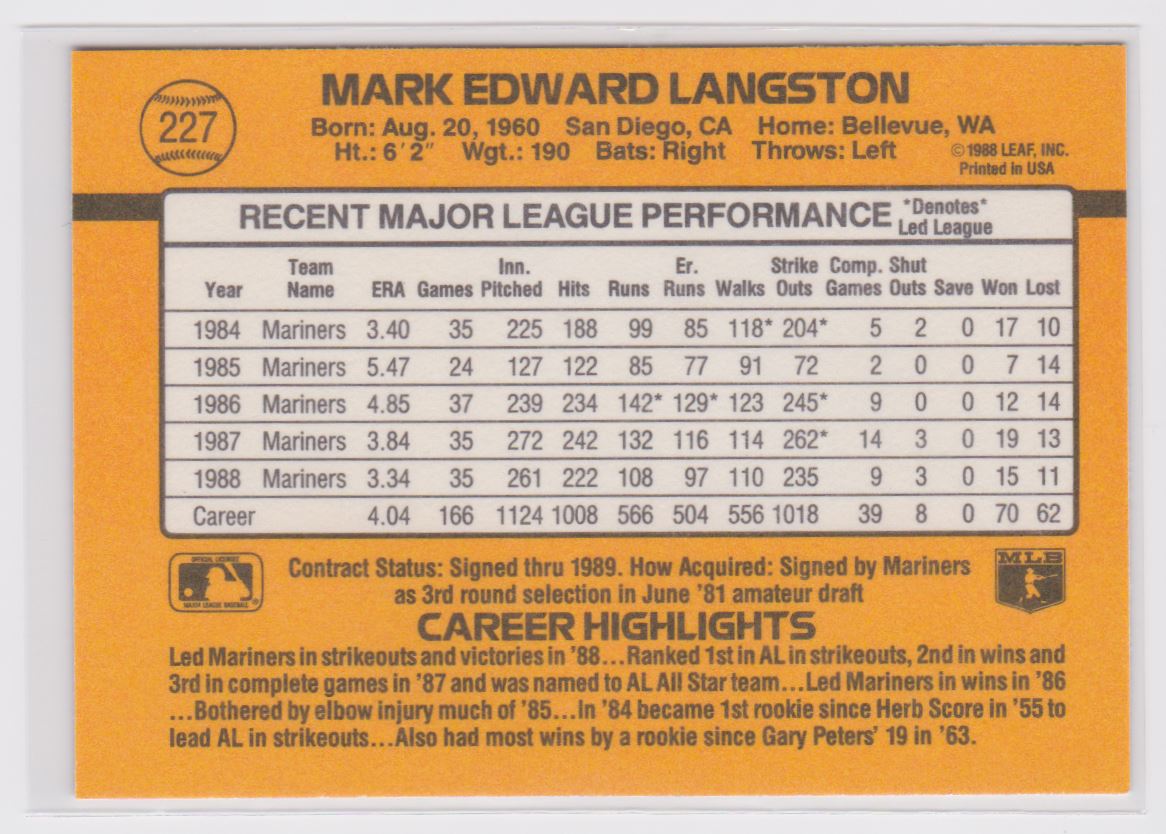 MARK EDWARD LANGSTON
227
Born: Aug. 20, 1960 San Diego, CA Home: Bellevue, WA
Ht.: 6'2" Wgt.: 190 Bats: Right Throws: Left
©1988 LEAF, INC.
Printed in USA
RECENT MAJOR LEAGUE PERFORMANCE *Denotes*
Led League
Team Inn. Er. Strike Comp. Shut
Year Name ERA Games Pitched Hits Runs Runs Walks Outs Games Outs Save Won Lost
1984 Mariners 3.40 35 225 188 99 85 118* 204* 5 2 0 17 10
1985 Mariners 5.47 24 127 122 85 77 91 72 2 0 0 7 14
1986 Mariners 4.85 37 239 234 142* 129* 123 245* 9 0 0 12 14
1987 Mariners 3.84 35 272 242 132 116 114 262* 14 3 0 19 13
1988 Mariners 3.34 35 261 222 108 97 110 235 9 3 0 15 11
Career 4.04 166 1124 1008 566 504 556 1018 39 8 0 70 62
OFFICIAL LICENSEE
MAJOR LEAGUE BASEBALL
®
Contract Status: Signed thru 1989. How Acquired: Signed by Mariners
as 3rd round selection in June '81 amateur draft
MLB
CAREER HIGHLIGHTS
Led Mariners in strikeouts and victories in '88...Ranked 1st in AL in strikeouts, 2nd in wins and
3rd in complete games in '87 and was named to AL All Star team...Led Mariners in wins in '86
...Bothered by elbow injury much of '85...In '84 became 1st rookie since Herb Score in '55 to
lead AL in strikeouts...Also had most wins by a rookie since Gary Peters' 19 in '63.